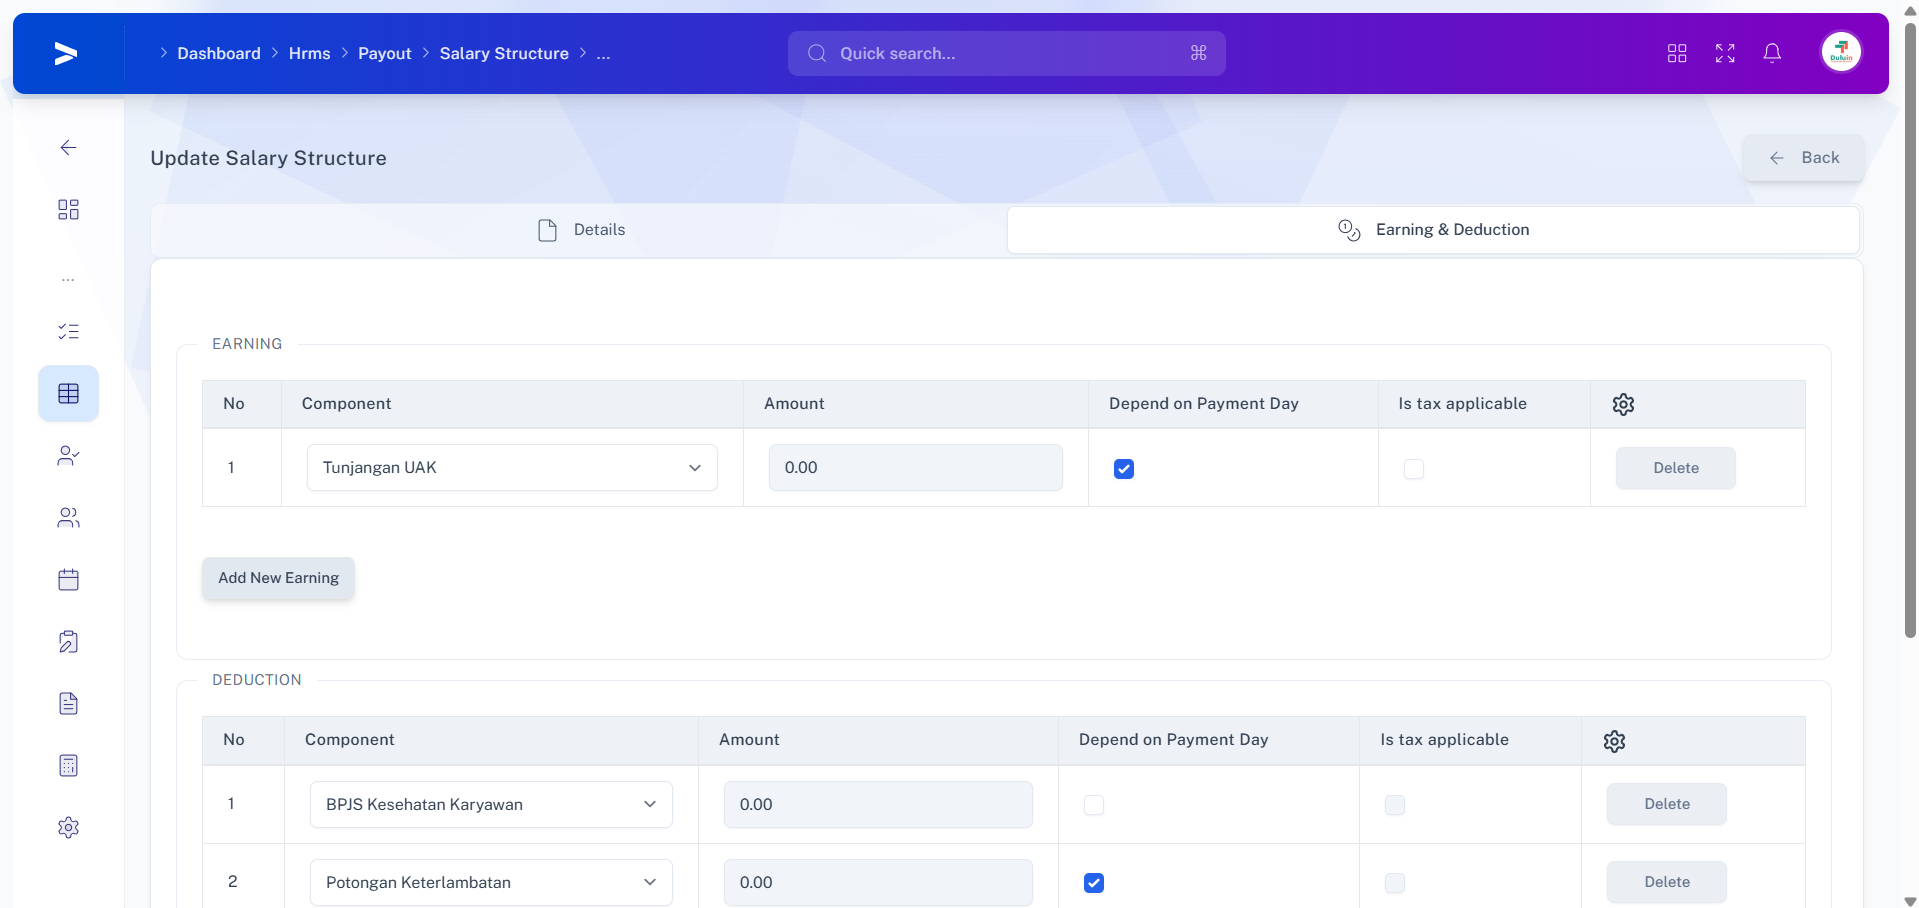 Dashboard Hrms Payout Salary Structure ...
Quick search... ⌘
Duluin
Update Salary Structure
Back
...
Details
Earning & Deduction
EARNING
No Component Amount Depend on Payment Day Is tax applicable
1 Tunjangan UAK 0.00 Delete
Add New Earning
DEDUCTION
No Component Amount Depend on Payment Day Is tax applicable
1 BPJS Kesehatan Karyawan 0.00 Delete
2 Potongan Keterlambatan 0.00 Delete